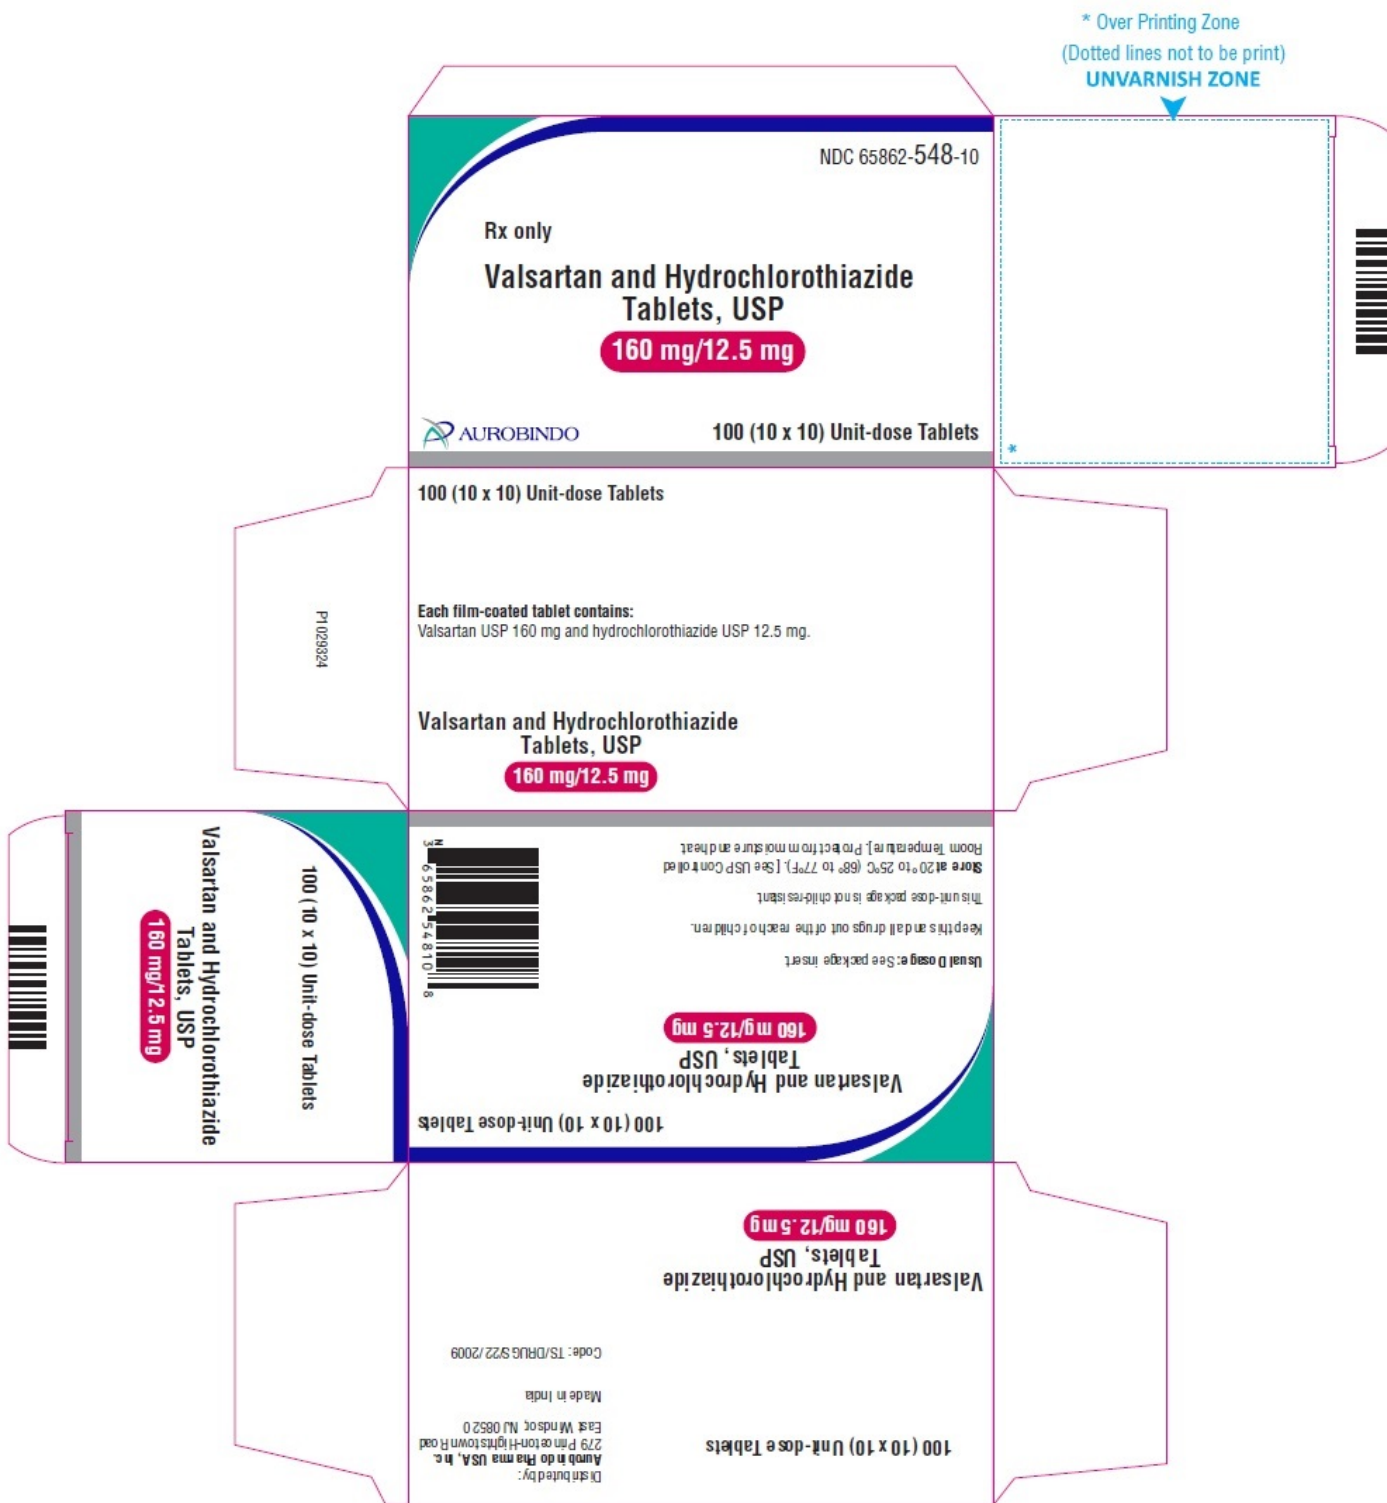 * Over Printing Zone
(Dotted lines not to be print)
UNVARNISH ZONE
NDC 65862-548-10
Rx only
Valsartan and Hydrochlorothiazide
Tablets, USP
160 mg/12.5 mg
AUROBINDO
100 (10 x 10) Unit-dose Tablets
*
100 (10 x 10) Unit-dose Tablets
Each film-coated tablet contains:
Valsartan USP 160 mg and hydrochlorothiazide USP 12.5 mg.
P1029324
Valsartan and Hydrochlorothiazide
Tablets, USP
160 mg/12.5 mg
100 (10 x 10) Unit-dose Tablets
Valsartan and Hydrochlorothiazide
Tablets, USP
160 mg/12.5 mg
100 (10 x 10) Unit-dose Tablets
Valsartan and Hydrochlorothiazide
Tablets, USP
160 mg/12.5 mg
Usual Dosage: See package insert.
Keep this and all drugs out of the reach of children.
This unit-dose package is not child-resistant.
Store at 20° to 25°C (68° to 77°F). [See USP Controlled
Room Temperature]. Protect from moisture and heat.
N
3 65862 54810 8
Distributed by:
Aurobindo Pharma USA, Inc.
279 Princeton-Hightstown Road
East Windsor, NJ 08520
Made in India
Code: TS/DRUGS/22/2009
100 (10 x 10) Unit-dose Tablets
Valsartan and Hydrochlorothiazide
Tablets, USP
160 mg/12.5 mg